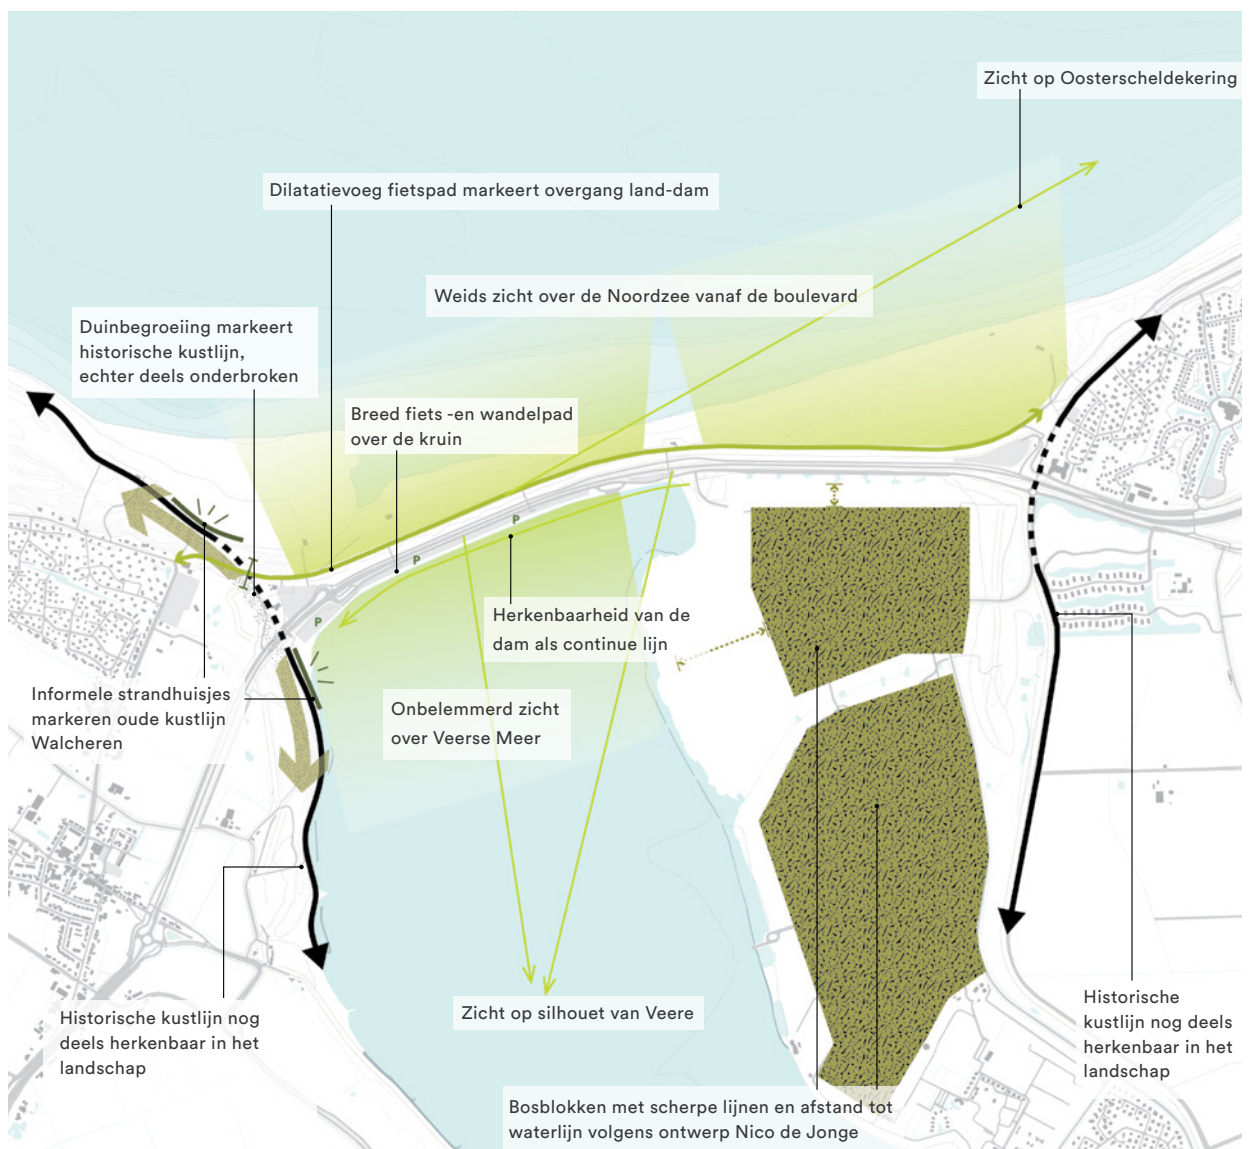 Zicht op Oosterscheldekering
Dilatatievoeg fietspad markeert overgang land-dam
Weids zicht over de Noordzee vanaf de boulevard
Duinbegroeiing markeert
historische kustlijn,
echter deels onderbroken
Breed fiets -en wandelpad
over de kruin
P
P
P
Herkenbaarheid van de
dam als continue lijn
Informele strandhuisjes
markeren oude kustlijn
Walcheren
Onbelemmerd zicht
over Veerse Meer
Zicht op silhouet van Veere
Historische kustlijn nog
deels herkenbaar in het
landschap
Historische
kustlijn nog deels
herkenbaar in het
landschap
Bosblokken met scherpe lijnen en afstand tot
waterlijn volgens ontwerp Nico de Jonge